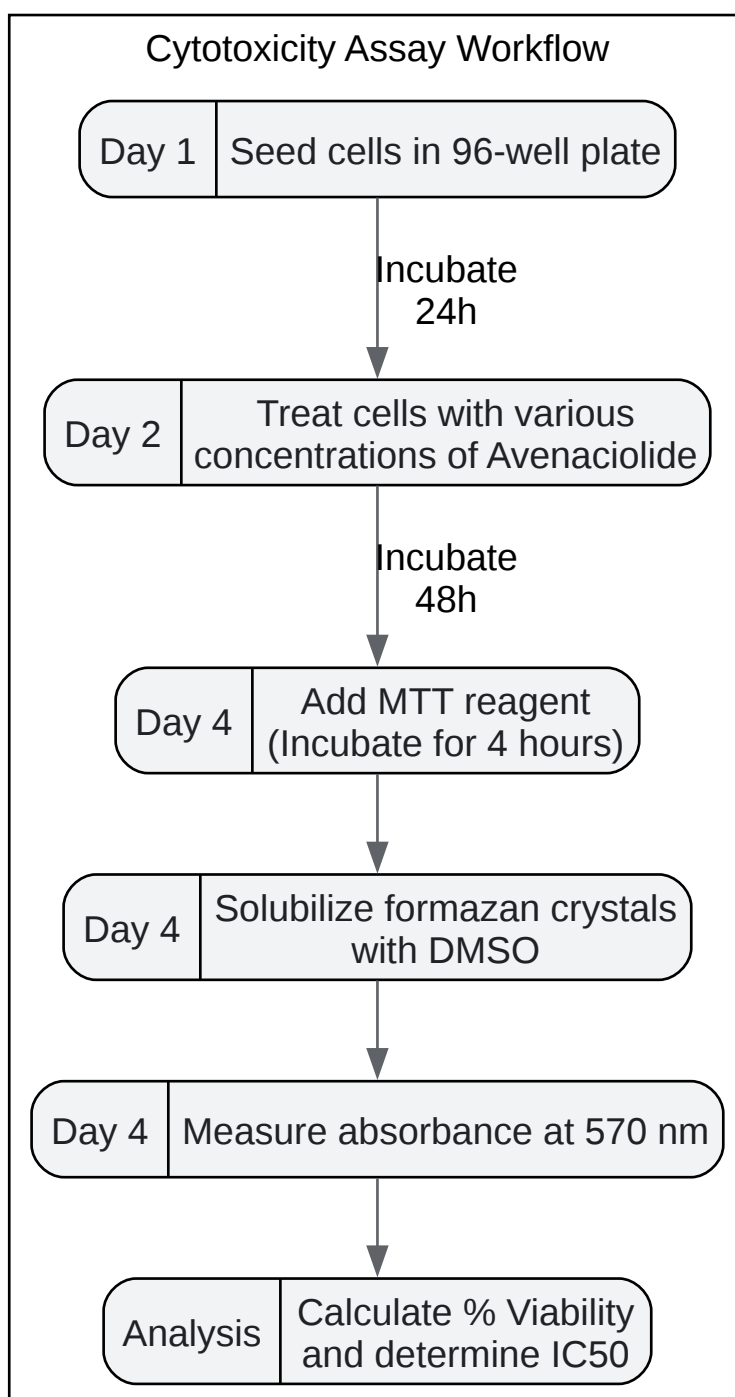 Cytotoxicity Assay Workflow
Day 1
Seed cells in 96-well plate
Incubate
24h
Day 2
Treat cells with various
concentrations of Avenaciolide
Incubate
48h
Day 4
Add MTT reagent
(Incubate for 4 hours)
Day 4
Solubilize formazan crystals
with DMSO
Day 4
Measure absorbance at 570 nm
Analysis
Calculate % Viability
and determine IC50